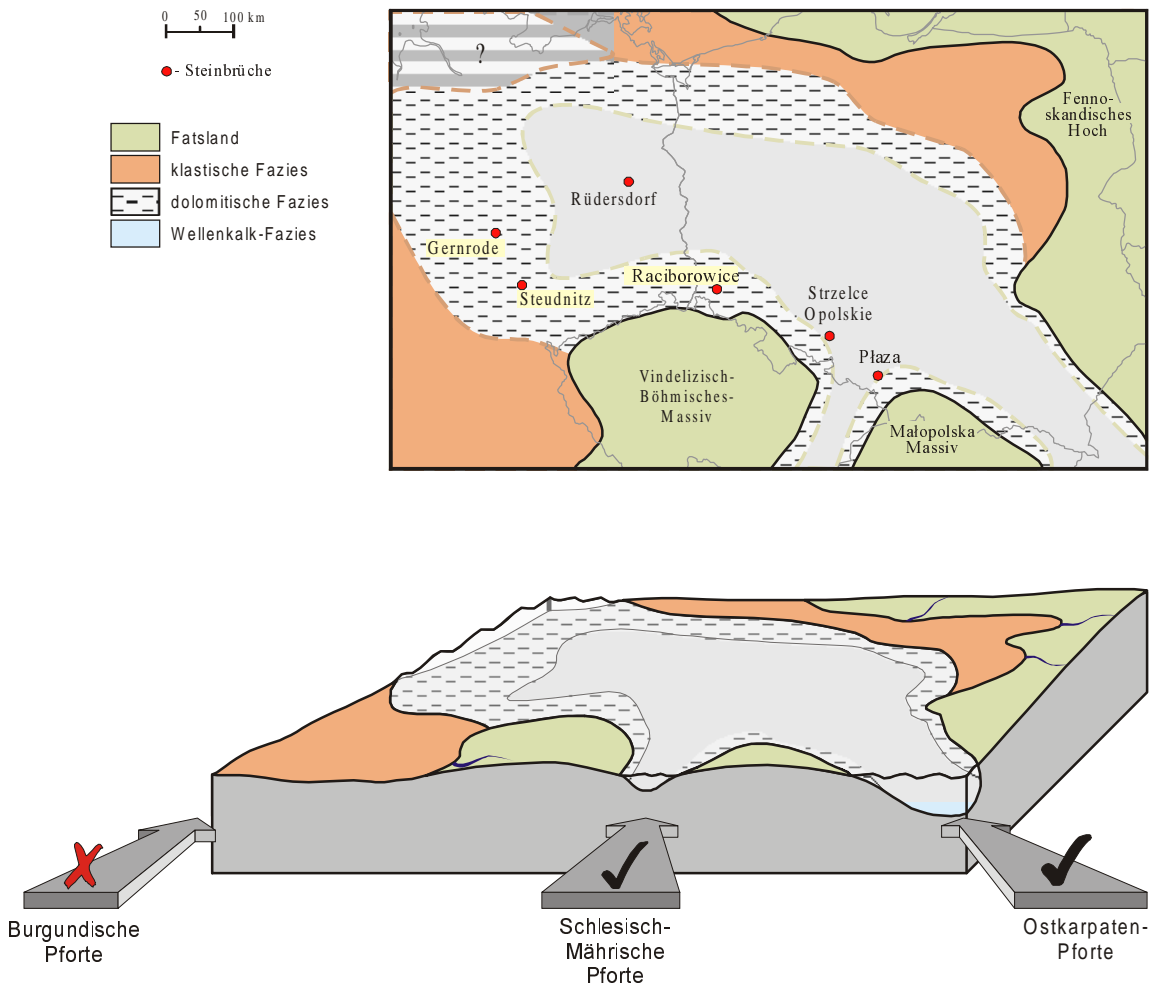 0 50 100 km
- Steinbrüche
Fatsland
klastische Fazies
dolomitische Fazies
Wellenkalk-Fazies
?
Fenno-
skandisches
Hoch
Rüdersdorf
Gernrode
Steudnitz
Raciborowice
Strzelce
Opolskie
Płaza
Vindelizisch-
Böhmisches-
Massiv
Małopolska
Massiv
Burgundische
Pforte
Schlesisch-
Mährische
Pforte
Ostkarpaten-
Pforte